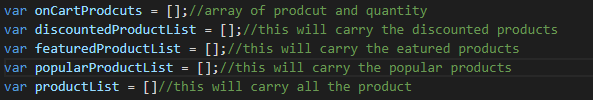 var onCartProdcuts = [];//array of prodcut and quantity
var discountedProductList = [];//this will carry the discounted products
var featuredProductList = [];//this will carry the eatured products
var popularProductList = [];//this will carry the popular products
var productList = []//this will carry all the product